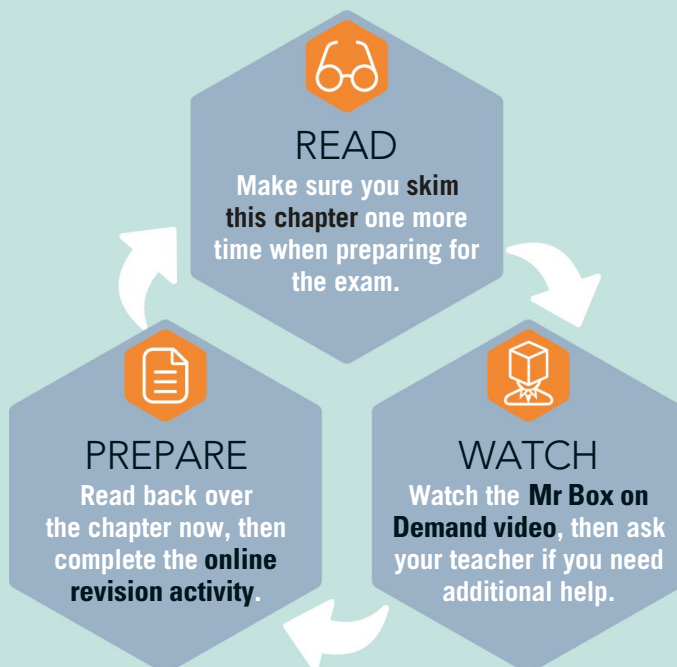 READ
Make sure you skim
this chapter one more
time when preparing for
the exam.
PREPARE
Read back over
the chapter now, then
complete the online
revision activity.
WATCH
Watch the Mr Box on
Demand video, then ask
your teacher if you need
additional help.